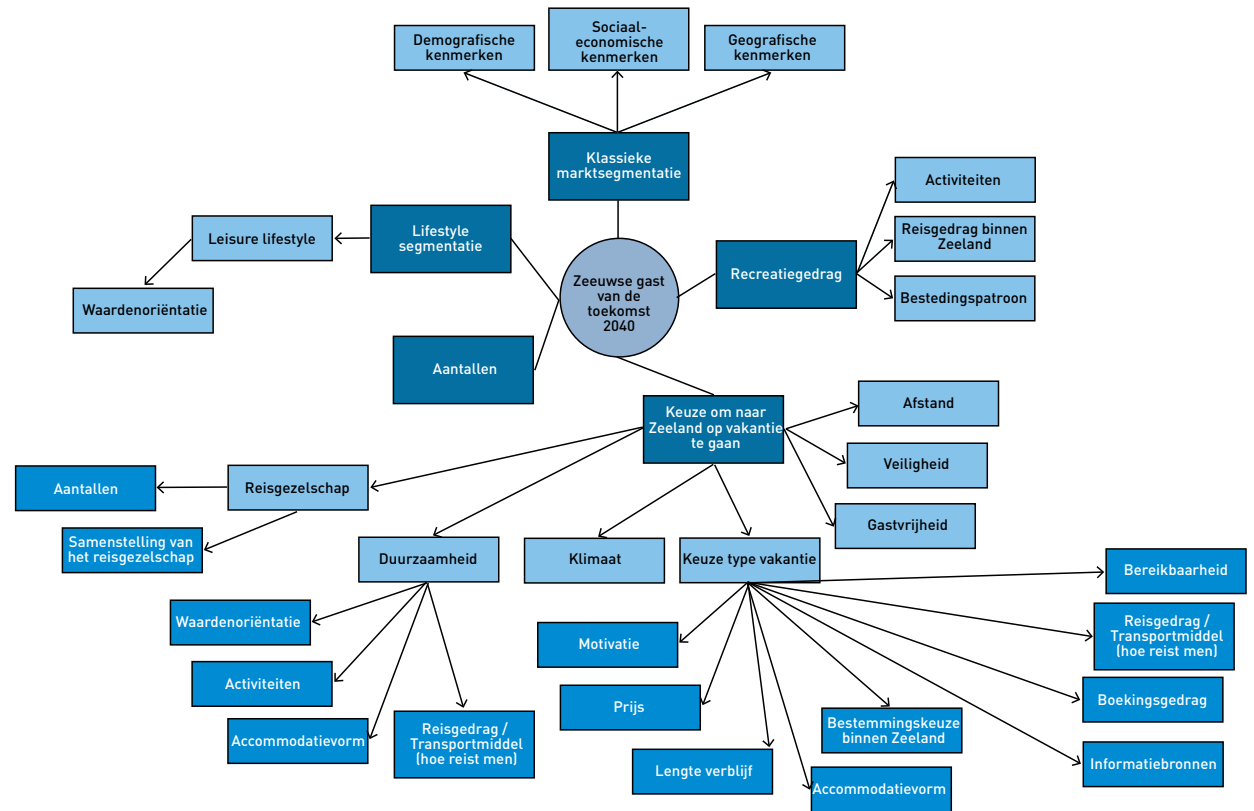 Demografische
kenmerken
Sociaal-
economische
kenmerken
Geografische
kenmerken
Klassieke
marktsegmentatie
Activiteiten
Leisure lifestyle
Lifestyle
segmentatie
Reisgedrag binnen
Zeeland
Zeeuwse gast
van de
toekomst
2040
Recreatiegedrag
Waardenoriëntatie
Bestedingspatroon
Aantallen
Keuze om naar
Zeeland op vakantie
te gaan
Afstand
Veiligheid
Aantallen
Reisgezelschap
Gastvrijheid
Samenstelling van
het reisgezelschap
Duurzaamheid
Klimaat
Keuze type vakantie
Bereikbaarheid
Waardenoriëntatie
Motivatie
Reisgedrag /
Transportmiddel
(hoe reist men)
Activiteiten
Prijs
Boekingsgedrag
Accommodatievorm
Reisgedrag /
Transportmiddel
(hoe reist men)
Bestemmingskeuze
binnen Zeeland
Lengte verblijf
Informatiebronnen
Accommodatievorm